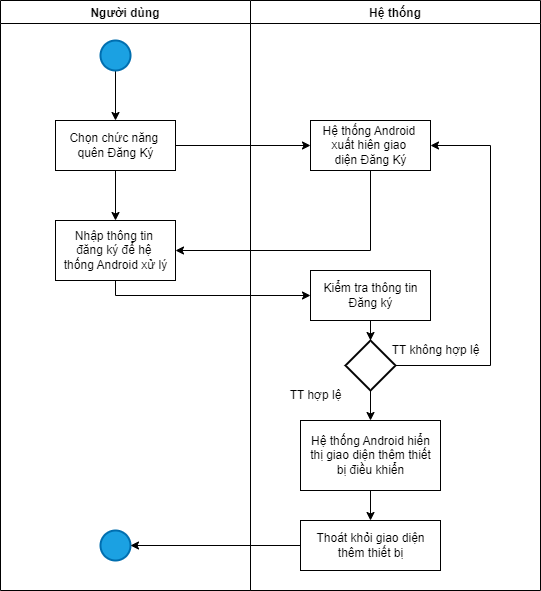 Người dùng
Hệ thống
Chọn chức năng
quên Đăng Ký
Hệ thống Android
xuất hiên giao
diện Đăng Ký
Nhập thông tin
đăng ký để hệ
thống Android xử lý
Kiểm tra thông tin
Đăng ký
TT không hợp lệ
TT hợp lệ
Hệ thống Android hiển
thị giao diện thêm thiết
bị điều khiển
Thoát khỏi giao diện
thêm thiết bị